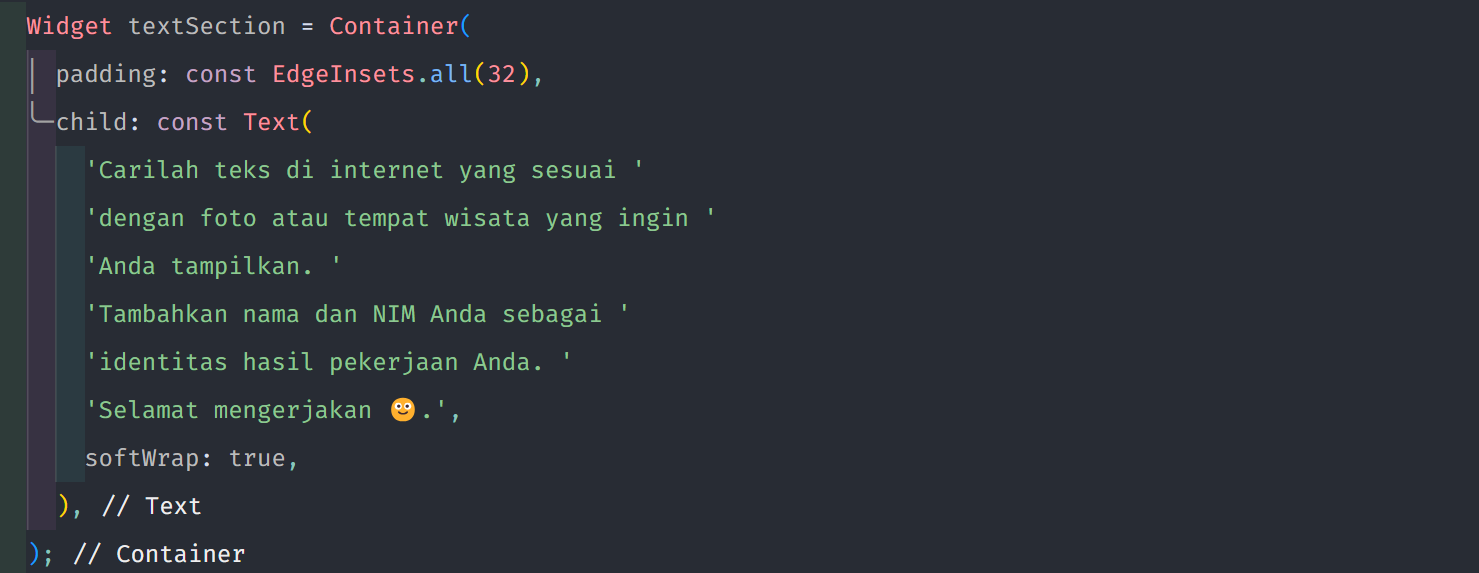 Widget textSection = Container(
  padding: const EdgeInsets.all(32),
  child: const Text(
    'Carilah teks di internet yang sesuai '
    'dengan foto atau tempat wisata yang ingin '
    'Anda tampilkan. '
    'Tambahkan nama dan NIM Anda sebagai '
    'identitas hasil pekerjaan Anda. '
    'Selamat mengerjakan 🙂.',
    softWrap: true,
  ), // Text
); // Container